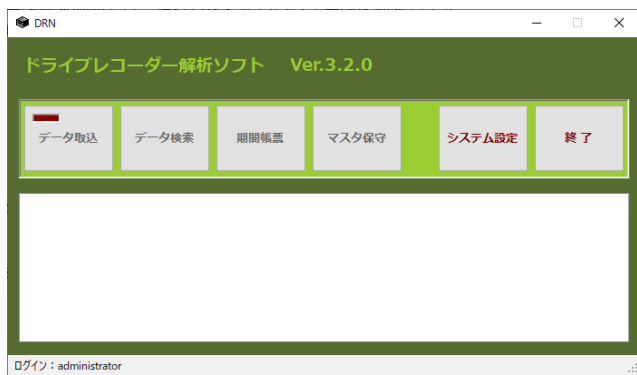 DRN
ドライブレコーダー解析ソフト Ver.3.2.0
データ取込 データ検索 期間帳票 マスタ保守 システム設定 終 了
ログイン：administrator